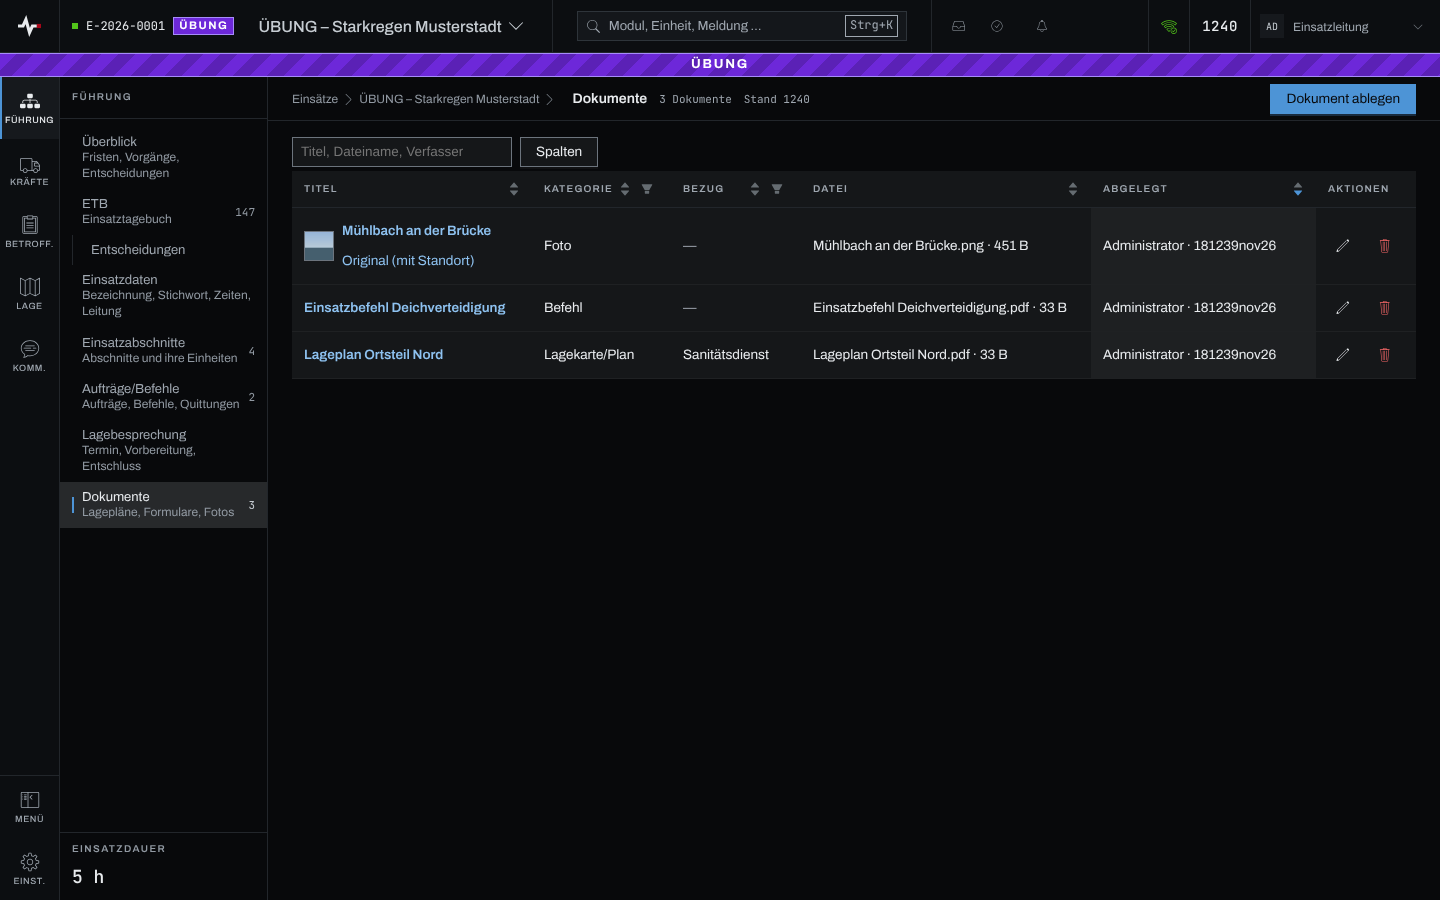 E-2026-0001 ÜBUNG ÜBUNG – Starkregen Musterstadt
Modul, Einheit, Meldung ... Strg+K
1240
AD Einsatzleitung
ÜBUNG
FÜHRUNG
KRÄFTE
BETROFF.
LAGE
KOMM.
MENÜ
EINST.
FÜHRUNG
Überblick
Fristen, Vorgänge,
Entscheidungen
ETB
Einsatztagebuch
147
Entscheidungen
Einsatzdaten
Bezeichnung, Stichwort, Zeiten,
Leitung
Einsatzabschnitte
Abschnitte und ihre Einheiten
4
Aufträge/Befehle
Aufträge, Befehle, Quittungen
2
Lagebesprechung
Termin, Vorbereitung,
Entschluss
Dokumente
Lagepläne, Formulare, Fotos
3
EINSATZDAUER
5 h
Einsätze ÜBUNG – Starkregen Musterstadt Dokumente 3 Dokumente Stand 1240
Dokument ablegen
Titel, Dateiname, Verfasser
Spalten
TITEL KATEGORIE BEZUG DATEI ABGELEGT AKTIONEN
Mühlbach an der Brücke
Original (mit Standort)
Foto — Mühlbach an der Brücke.png · 451 B Administrator · 181239nov26
Einsatzbefehl Deichverteidigung Befehl — Einsatzbefehl Deichverteidigung.pdf · 33 B Administrator · 181239nov26
Lageplan Ortsteil Nord Lagekarte/Plan Sanitätsdienst Lageplan Ortsteil Nord.pdf · 33 B Administrator · 181239nov26